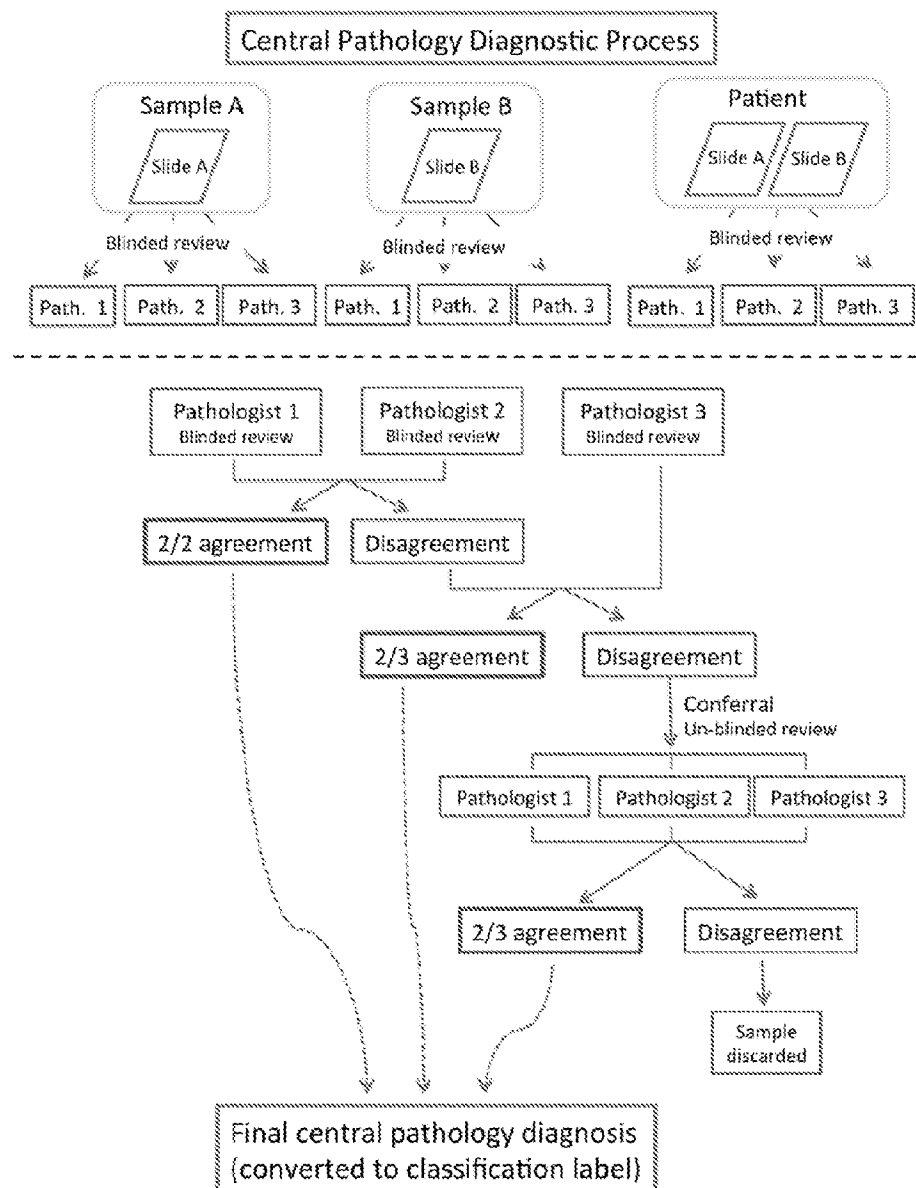 Central Pathology Diagnostic Process
Sample A
Sample B
Patient
Slide A
Slide B
Slide A
Slide B
Blinded review
Blinded review
Blinded review
Path. 1
Path. 2
Path. 3
Path. 1
Path. 2
Path. 3
Path. 1
Path. 2
Path. 3
Pathologist 1
Blinded review
Pathologist 2
Blinded review
Pathologist 3
Blinded review
2/2 agreement
Disagreement
2/3 agreement
Disagreement
Conferral
Un-blinded review
Pathologist 1
Pathologist 2
Pathologist 3
2/3 agreement
Disagreement
Sample
discarded
Final central pathology diagnosis
(converted to classification label)